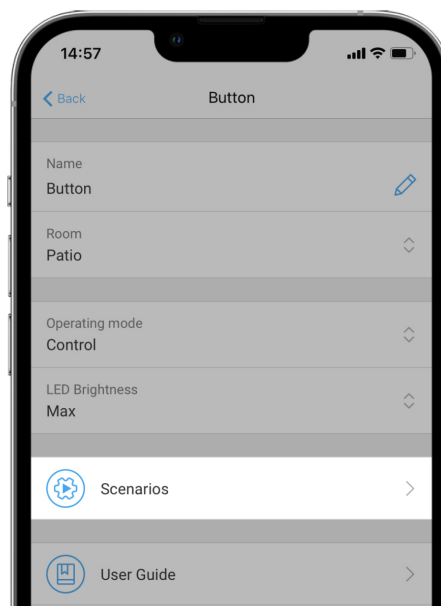 14:57
Back
Button
Name
Button
Room
Patio
Operating mode
Control
LED Brightness
Max
Scenarios
User Guide